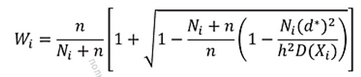 W_i = \frac{n}{N_i + n} \left[ 1 + \sqrt{1 - \frac{N_i + n}{n} \left( 1 - \frac{N_i (d^*)^2}{h^2 D(X_i)} \right)} \right]